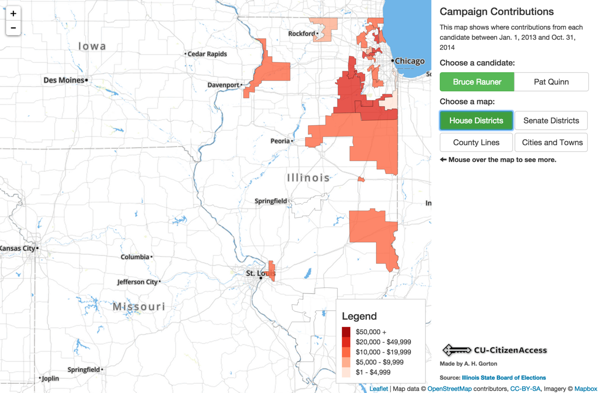 +
−
Iowa
Cedar Rapids
Des Moines
Davenport
Rockford
Chicago
Peoria
Illinois
Springfield
Kansas City
Columbia
Jefferson City
St. Lou
Missouri
Springfield
Joplin
In
Campaign Contributions
This map shows where contributions from each
candidate between Jan. 1, 2013 and Oct. 31,
2014
Choose a candidate:
Bruce Rauner
Pat Quinn
Choose a map:
House Districts
Senate Districts
County Lines
Cities and Towns
Mouse over the map to see more.
Legend
$50,000 +
$20,000 - $49,999
$10,000 - $19,999
$5,000 - $9,999
$1 - $4,999
CU-CitizenAccess
Made by A. H. Gorton
Source: Illinois State Board of Elections
Leaflet | Map data © OpenStreetMap contributors, CC-BY-SA, Imagery © Mapbox